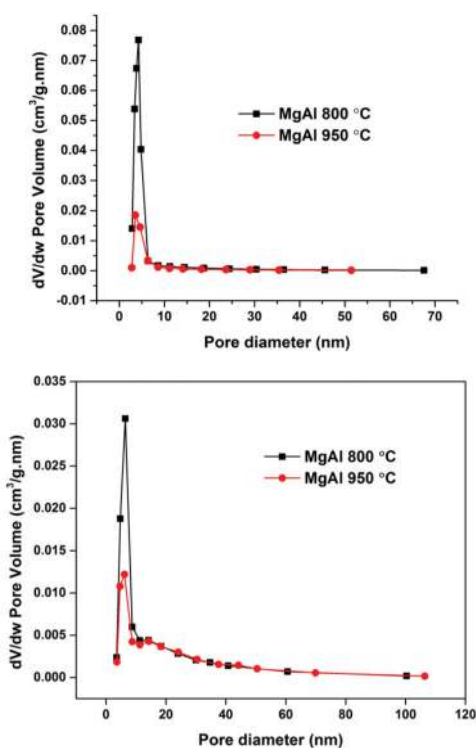 0.08
0.07
0.06
0.05
0.04
0.03
0.02
0.01
0.00
-0.01
dV/dw Pore Volume (cm³/g.nm)
MgAl 800 °C
MgAl 950 °C
0 10 20 30 40 50 60 70
Pore diameter (nm)
0.035
0.030
0.025
0.020
0.015
0.010
0.005
0.000
dV/dw Pore Volume (cm³/g.nm)
MgAl 800 °C
MgAl 950 °C
0 20 40 60 80 100 120
Pore diameter (nm)